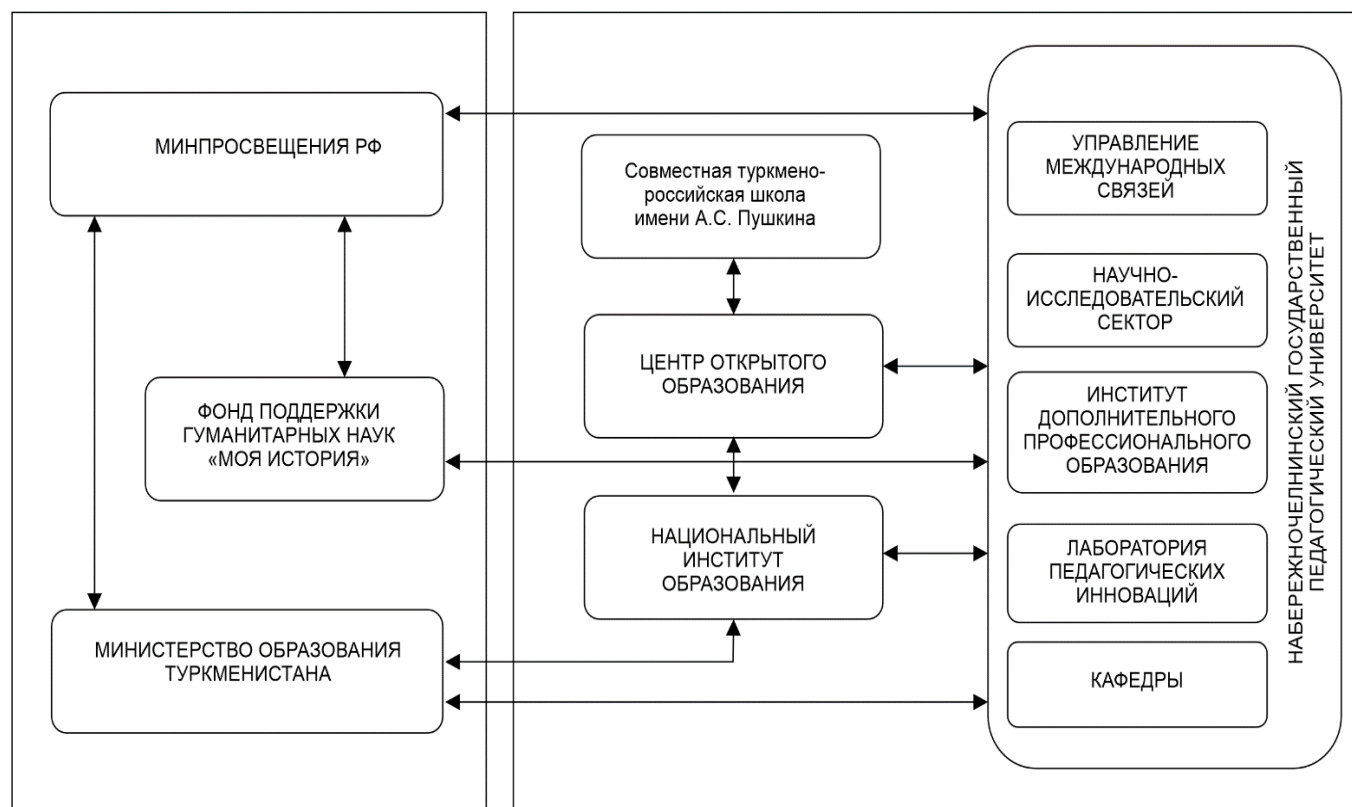 МИНПРОСВЕЩЕНИЯ РФ
ФОНД ПОДДЕРЖКИ
ГУМАНИТАРНЫХ НАУК
«МОЯ ИСТОРИЯ»
МИНИСТЕРСТВО ОБРАЗОВАНИЯ
ТУРКМЕНИСТАНА
Совместная туркмено-
российская школа
имени А.С. Пушкина
ЦЕНТР ОТКРЫТОГО
ОБРАЗОВАНИЯ
НАЦИОНАЛЬНЫЙ
ИНСТИТУТ
ОБРАЗОВАНИЯ
УПРАВЛЕНИЕ
МЕЖДУНАРОДНЫХ
СВЯЗЕЙ
НАУЧНО-
ИССЛЕДОВАТЕЛЬСКИЙ
СЕКТОР
ИНСТИТУТ
ДОПОЛНИТЕЛЬНОГО
ПРОФЕССИОНАЛЬНОГО
ОБРАЗОВАНИЯ
ЛАБОРАТОРИЯ
ПЕДАГОГИЧЕСКИХ
ИННОВАЦИЙ
КАФЕДРЫ
НАБЕРЕЖНОЧЕЛНИНСКИЙ ГОСУДАРСТВЕННЫЙ
ПЕДАГОГИЧЕСКИЙ УНИВЕРСИТЕТ